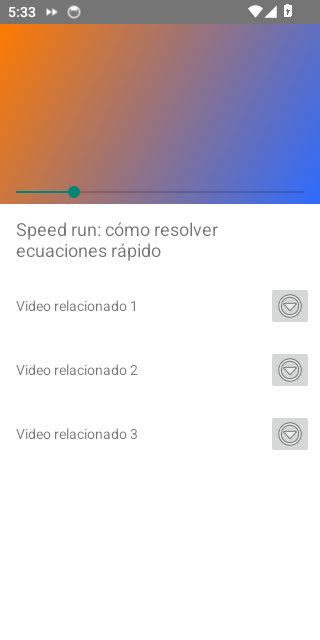 5:33
Speed run: cómo resolver
ecuaciones rápido
Video relacionado 1
Video relacionado 2
Video relacionado 3